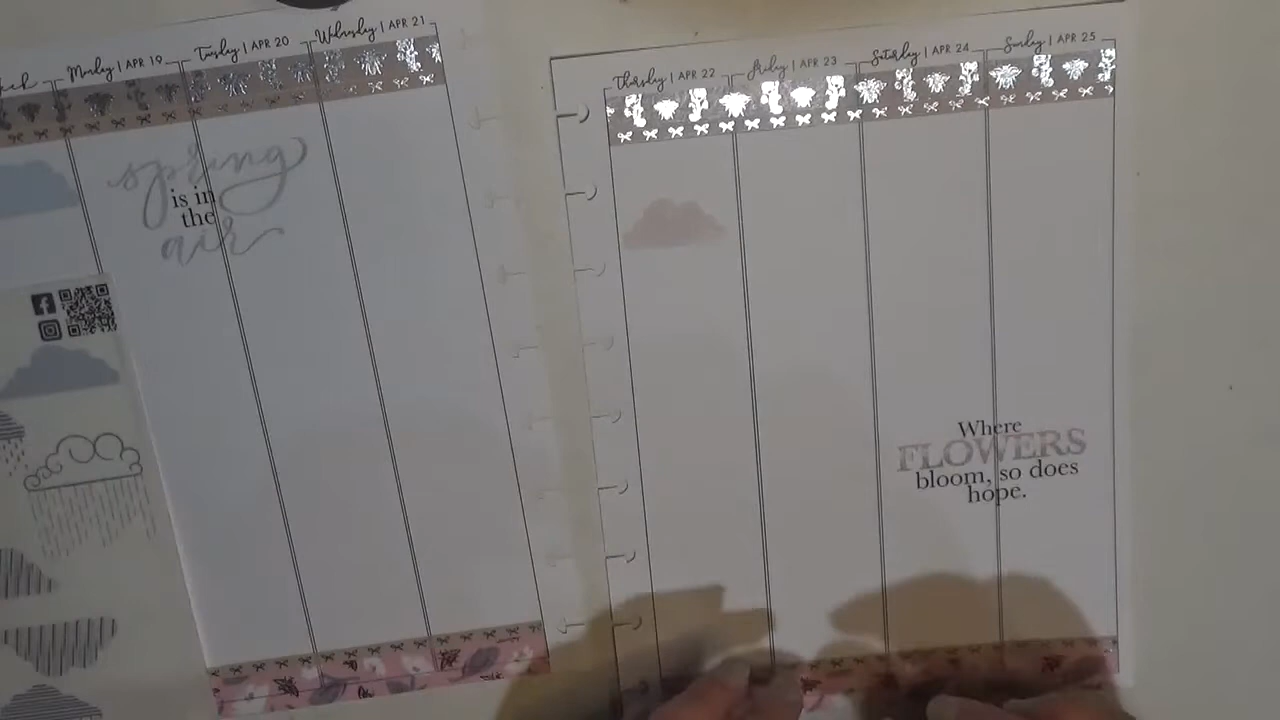 Monday | APR 19
Tuesday | APR 20
Wednesday | APR 21
Thursday | APR 22
Friday | APR 23
Saturday | APR 24
Sunday | APR 25
spring
is in
the
air
Where
FLOWERS
bloom, so does
hope.